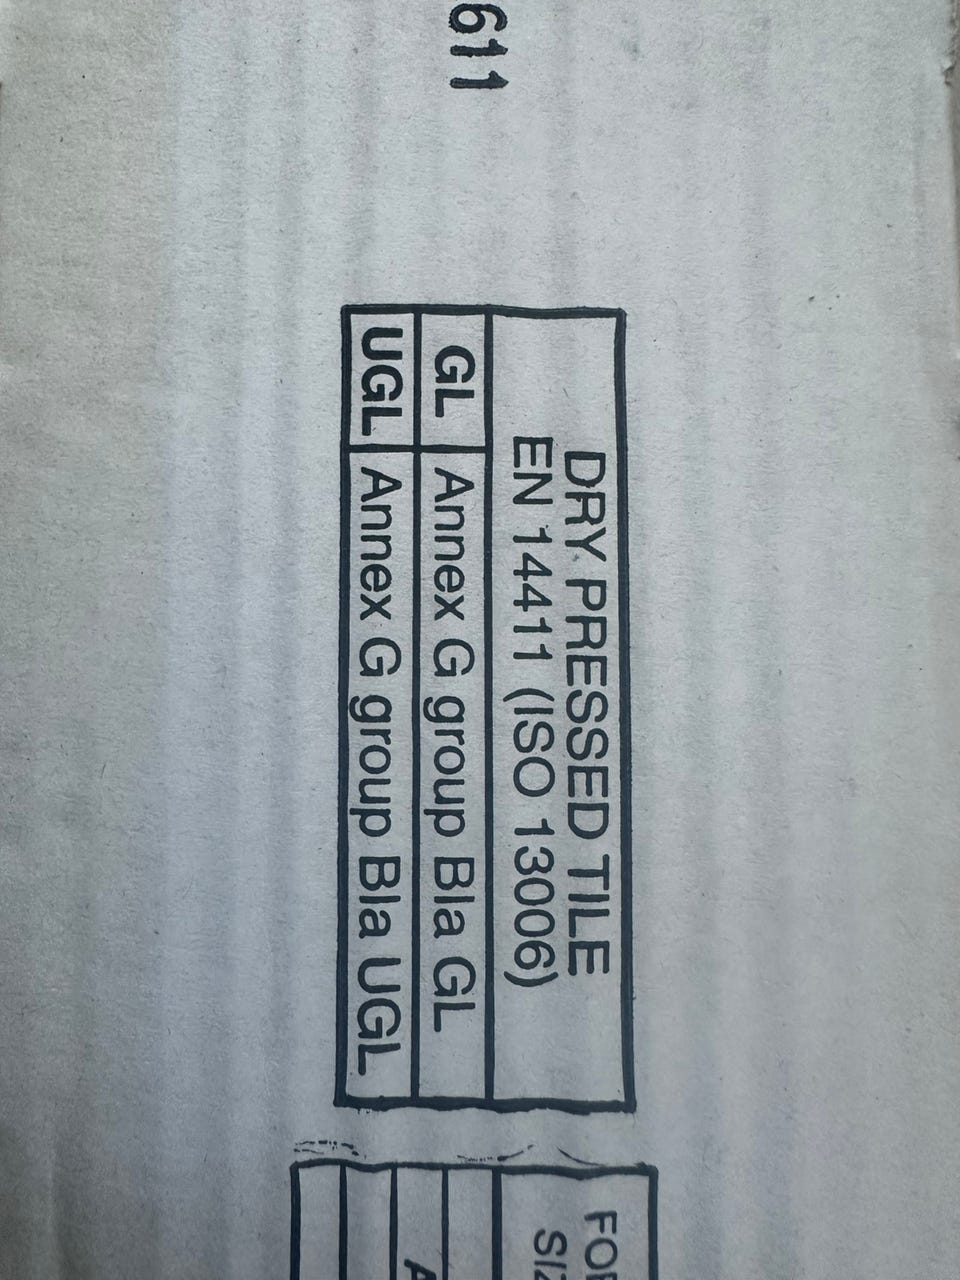 611
DRY PRESSED TILE
EN 14411 (ISO 13006)
GL Annex G group Bla GL
UGL Annex G group Bla UGL